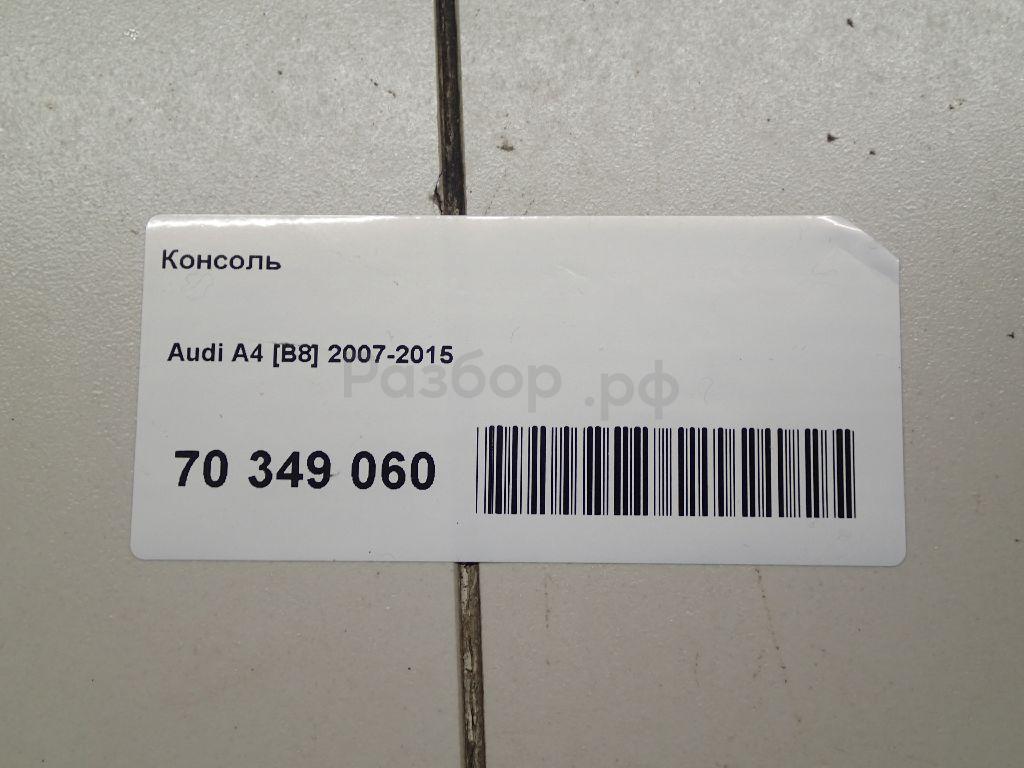 Консоль
Audi A4 [B8] 2007-2015
Разбор.рф
70 349 060